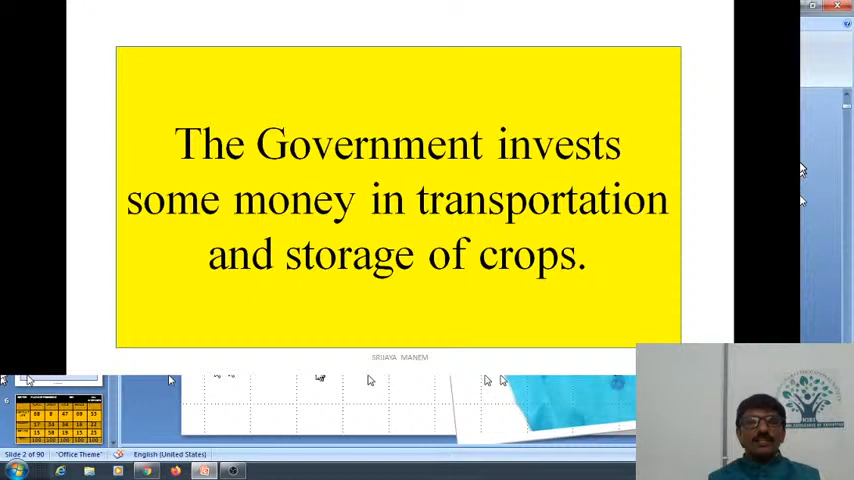 The Government invests
some money in transportation
and storage of crops.
SRIJAYA MANEM
6
Slide 2 of 90
"Office Theme"
English (United States)